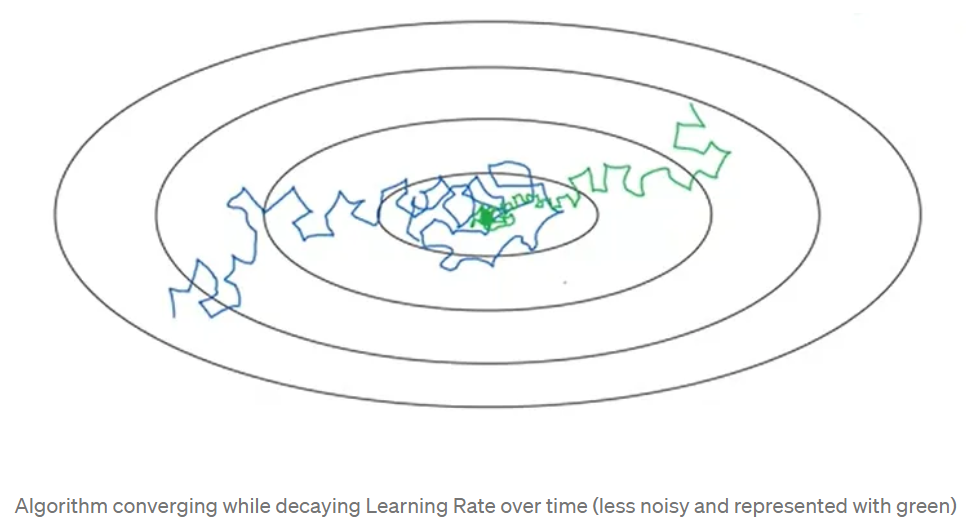 Algorithm converging while decaying Learning Rate over time (less noisy and represented with green)